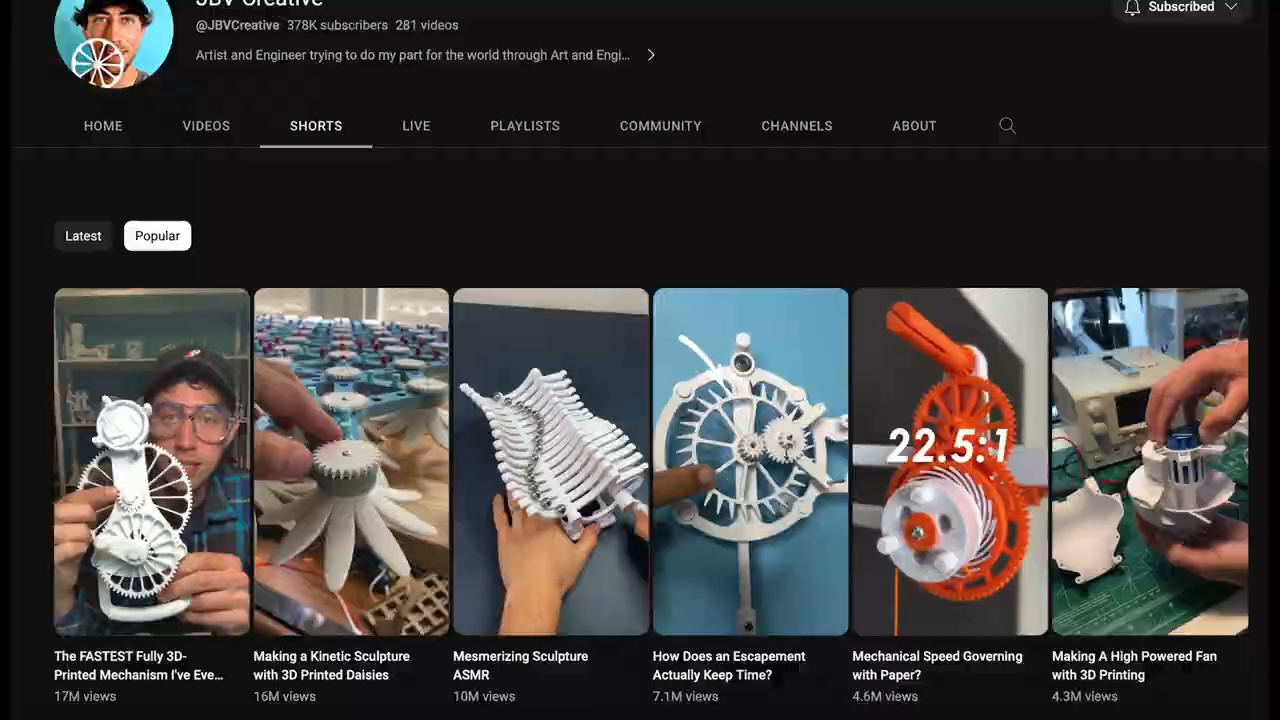 JBV Creative
@JBVCreative 378K subscribers 281 videos
Subscribed
Artist and Engineer trying to do my part for the world through Art and Engi...
HOME VIDEOS SHORTS LIVE PLAYLISTS COMMUNITY CHANNELS ABOUT
Latest Popular
22.5:1
The FASTEST Fully 3D-
Printed Mechanism I've Eve...
17M views
Making a Kinetic Sculpture
with 3D Printed Daisies
16M views
Mesmerizing Sculpture
ASMR
10M views
How Does an Escapement
Actually Keep Time?
7.1M views
Mechanical Speed Governing
with Paper?
4.6M views
Making A High Powered Fan
with 3D Printing
4.3M views